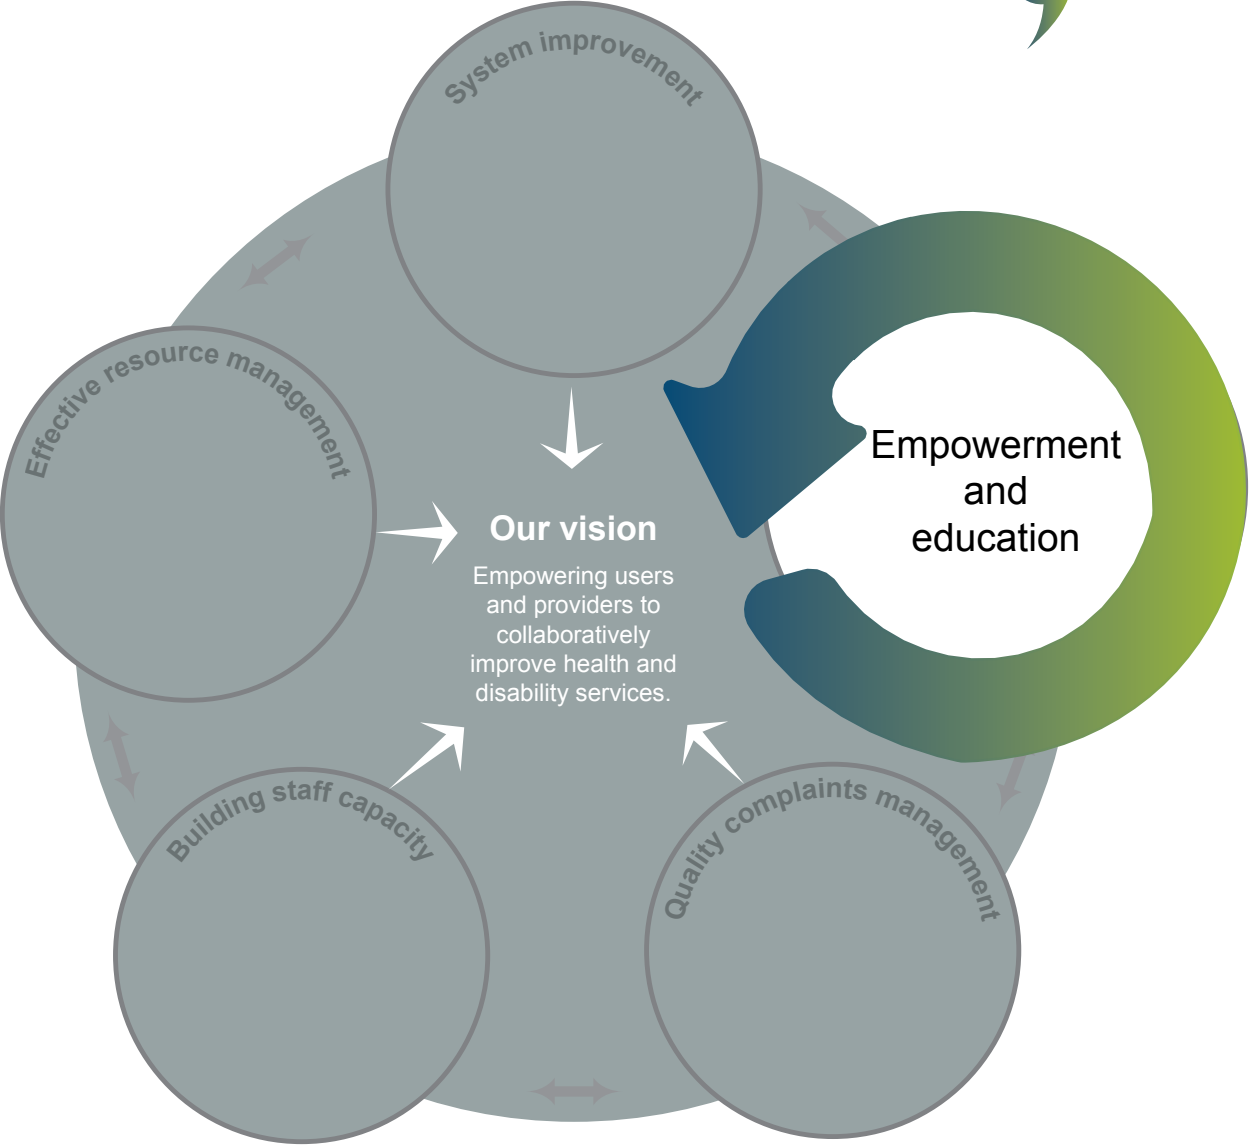 System improvement
Effective resource management
Empowerment
and
education
Our vision
Empowering users
and providers to
collaboratively
improve health and
disability services.
Building staff capacity
Quality complaints management